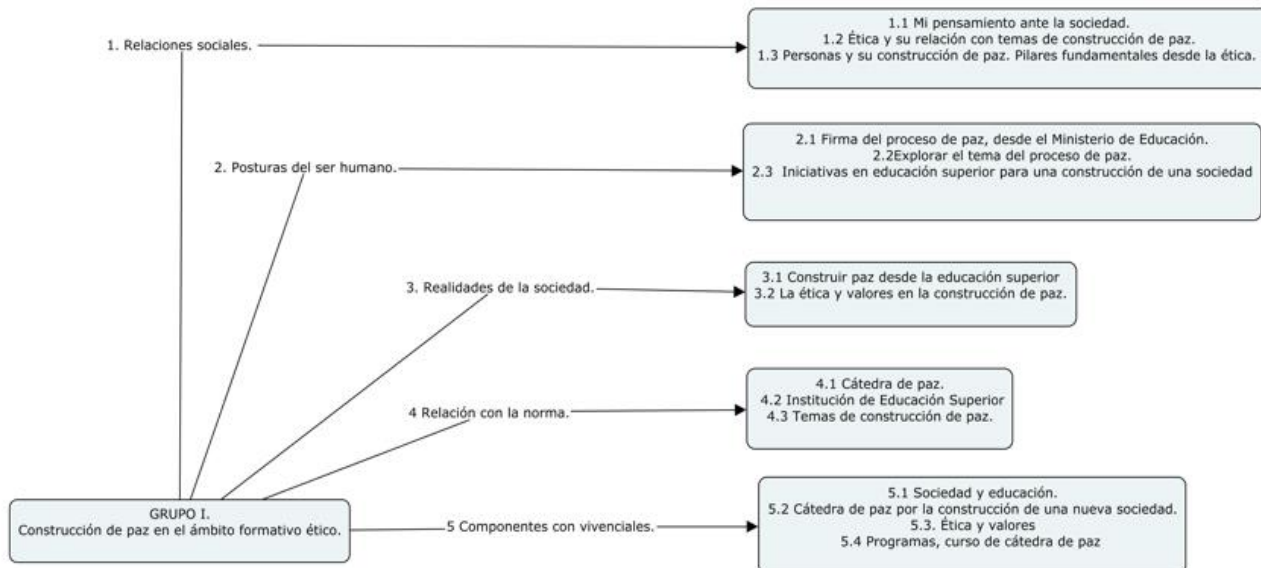 1. Relaciones sociales.
1.1 Mi pensamiento ante la sociedad.
1.2 Ética y su relación con temas de construcción de paz.
1.3 Personas y su construcción de paz. Pilares fundamentales desde la ética.
2. Posturas del ser humano.
2.1 Firma del proceso de paz, desde el Ministerio de Educación.
2.2Explorar el tema del proceso de paz.
2.3 Iniciativas en educación superior para una construcción de una sociedad
3. Realidades de la sociedad.
3.1 Construir paz desde la educación superior
3.2 La ética y valores en la construcción de paz.
4 Relación con la norma.
4.1 Cátedra de paz.
4.2 Institución de Educación Superior
4.3 Temas de construcción de paz.
GRUPO I.
Construcción de paz en el ámbito formativo ético.
5 Componentes con vivenciales.
5.1 Sociedad y educación.
5.2 Cátedra de paz por la construcción de una nueva sociedad.
5.3. Ética y valores
5.4 Programas, curso de cátedra de paz